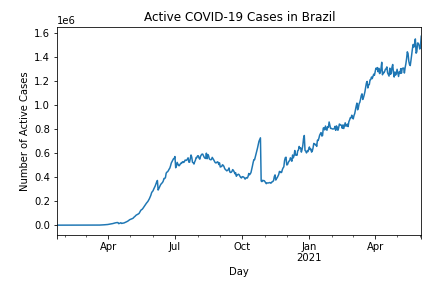 Active COVID-19 Cases in Brazil
1e6
1.6
1.4
1.2
1.0
0.8
0.6
0.4
0.2
0.0
Number of Active Cases
Apr
Jul
Oct
Jan
2021
Apr
Day